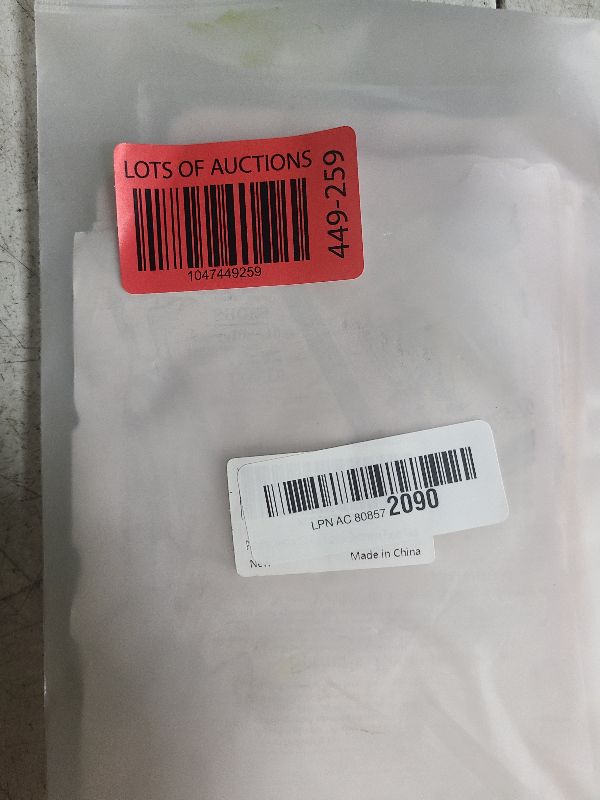 LOTS OF AUCTIONS
1047449259
449-259
LPN AC 80857 2090
Made in China